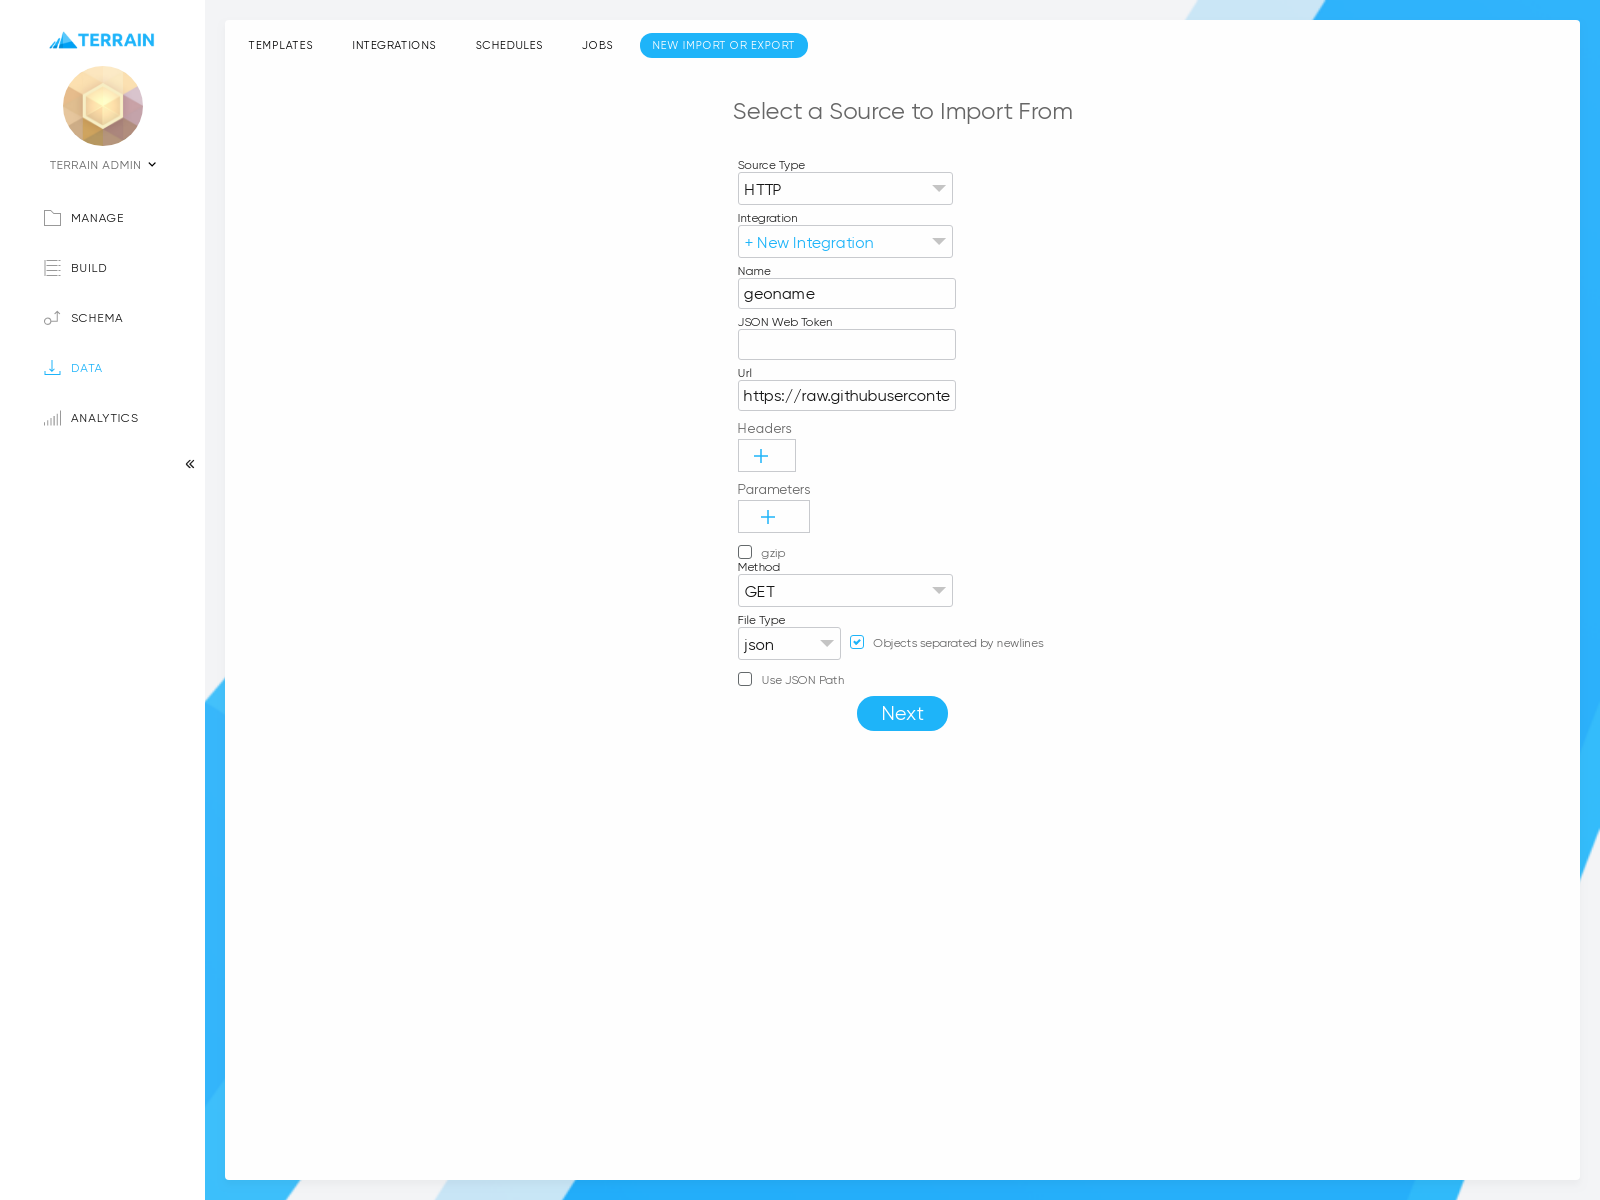 TERRAIN
TERRAIN ADMIN
MANAGE
BUILD
SCHEMA
DATA
ANALYTICS
TEMPLATES INTEGRATIONS SCHEDULES JOBS NEW IMPORT OR EXPORT
Select a Source to Import From
Source Type
HTTP
Integration
+ New Integration
Name
geoname
JSON Web Token
Url
https://raw.githubuserconte
Headers
+
Parameters
+
gzip
Method
GET
File Type
json Objects separated by newlines
Use JSON Path
Next